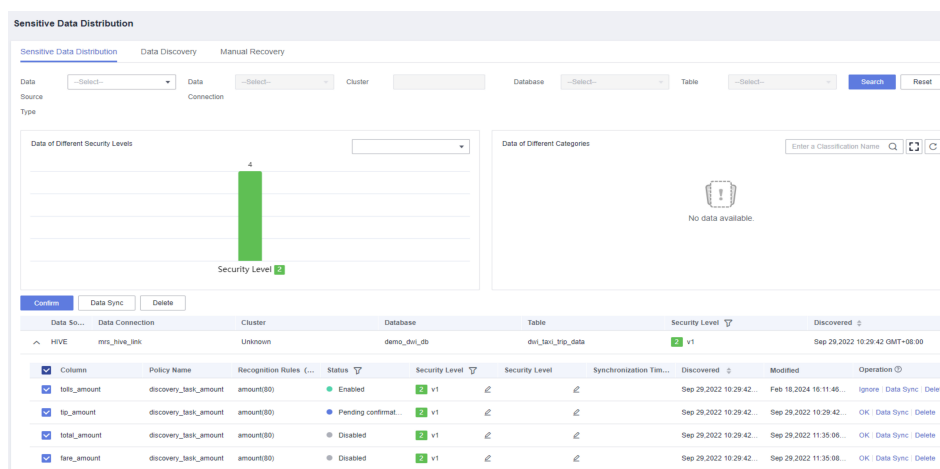 Sensitive Data Distribution
Sensitive Data Distribution Data Discovery Manual Recovery
Data Source Type --Select-- Data Connection --Select-- Cluster Database --Select-- Table --Select-- Search Reset
Data of Different Security Levels
4
Security Level 2
Data of Different Categories Enter a Classification Name
No data available.
Confirm Data Sync Delete
Data So... Data Connection Cluster Database Table Security Level Discovered
HIVE mrs_hive_link Unknown demo_dwi_db dwi_taxi_trip_data 2 v1 Sep 29,2022 10:29:42 GMT+08:00
Column Policy Name Recognition Rules (... Status Security Level Security Level Synchronization Tim... Discovered Modified Operation
tolls_amount discovery_task_amount amount(80) Enabled 2 v1 Sep 29,2022 10:29:42... Feb 18,2024 16:11:46... Ignore Data Sync Dele
tip_amount discovery_task_amount amount(80) Pending confirmat... 2 v1 Sep 29,2022 10:29:42... Sep 29,2022 10:29:42... OK Data Sync Delete
total_amount discovery_task_amount amount(80) Disabled 2 v1 Sep 29,2022 10:29:42... Sep 29,2022 11:35:06... OK Data Sync Delete
fare_amount discovery_task_amount amount(80) Disabled 2 v1 Sep 29,2022 10:29:42... Sep 29,2022 11:35:08... OK Data Sync Delete